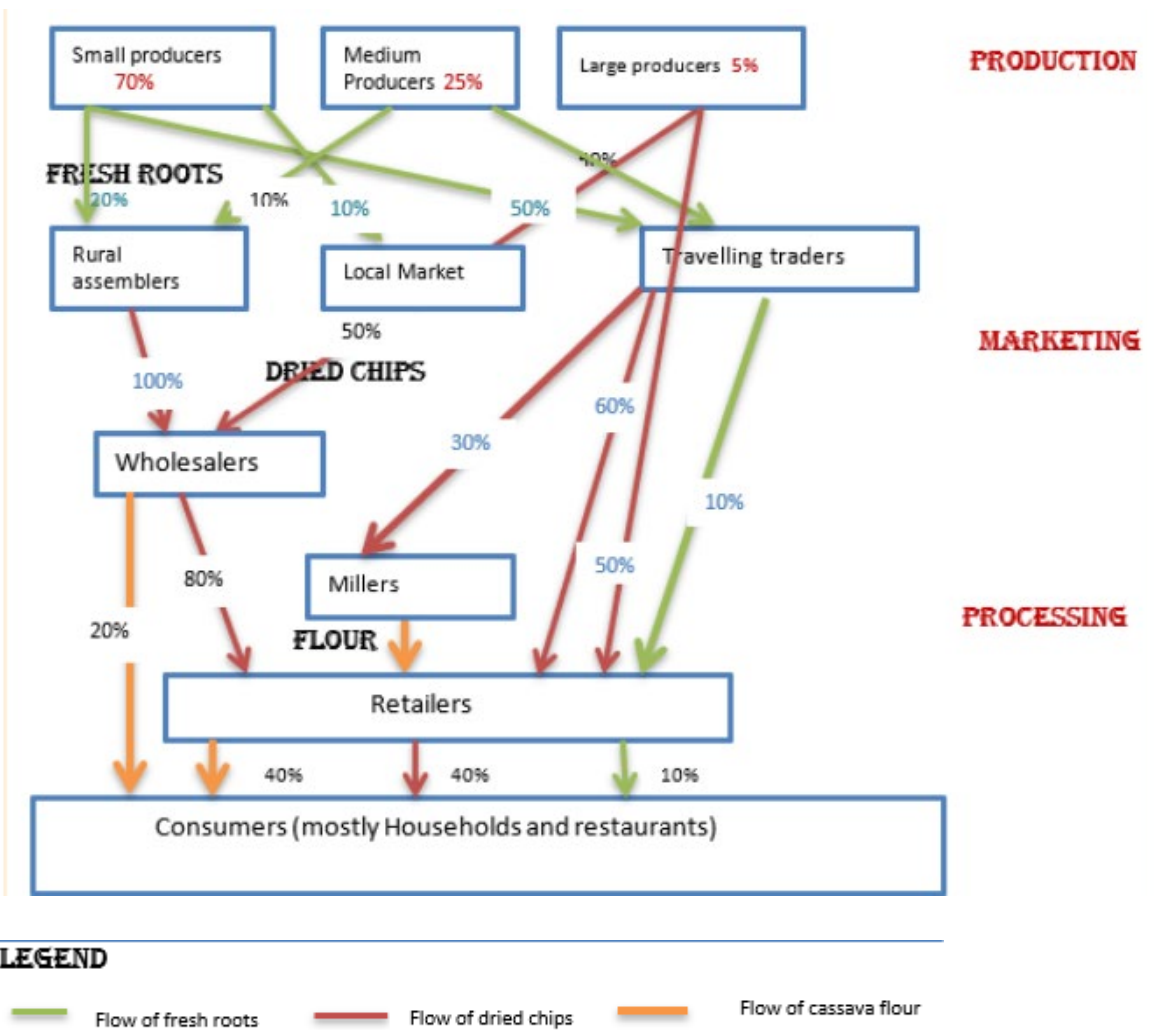 Small producers
70%
Medium
Producers 25%
Large producers 5%
PRODUCTION
FRESH ROOTS
20%
10%
10%
50%
Rural
assemblers
Local Market
Travelling traders
50%
MARKETING
DRIED CHIPS
100%
60%
30%
Wholesalers
10%
80%
Millers
50%
20%
FLOUR
PROCESSING
Retailers
40%
40%
10%
Consumers (mostly Households and restaurants)
LEGEND
Flow of fresh roots
Flow of dried chips
Flow of cassava flour